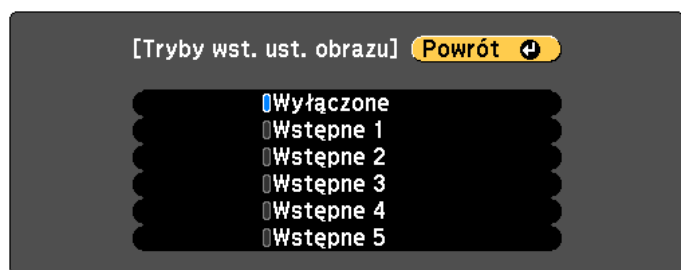 [Tryby wst. ust. obrazu] Powrót
Wyłączone
Wstępne 1
Wstępne 2
Wstępne 3
Wstępne 4
Wstępne 5